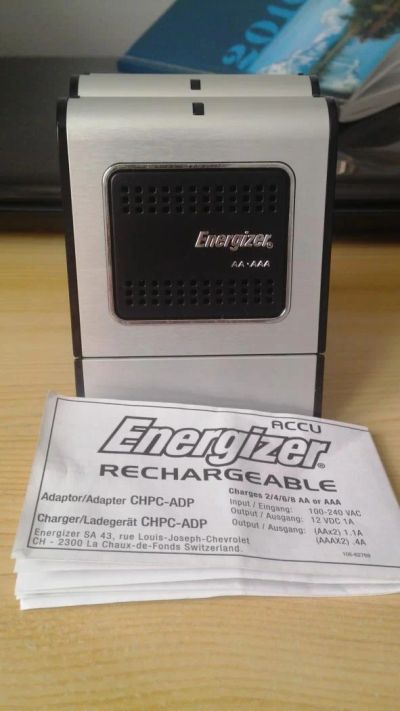 2010
Energizer®
AA·AAA
ACCU
Energizer®
RECHARGEABLE
Adaptor/Adapter CHPC-ADP
Charger/Ladegerät CHPC-ADP
Energizer SA 43, rue Louis-Joseph-Chevrolet
CH - 2300 La Chaux-de-Fonds Switzerland.
Charges 2/4/6/8 AA or AAA
Input / Eingang: 100-240 VAC
Output / Ausgang: 12 VDC 1A
Output / Ausgang: (AAx2) 1.1A
(AAAX2) .4A